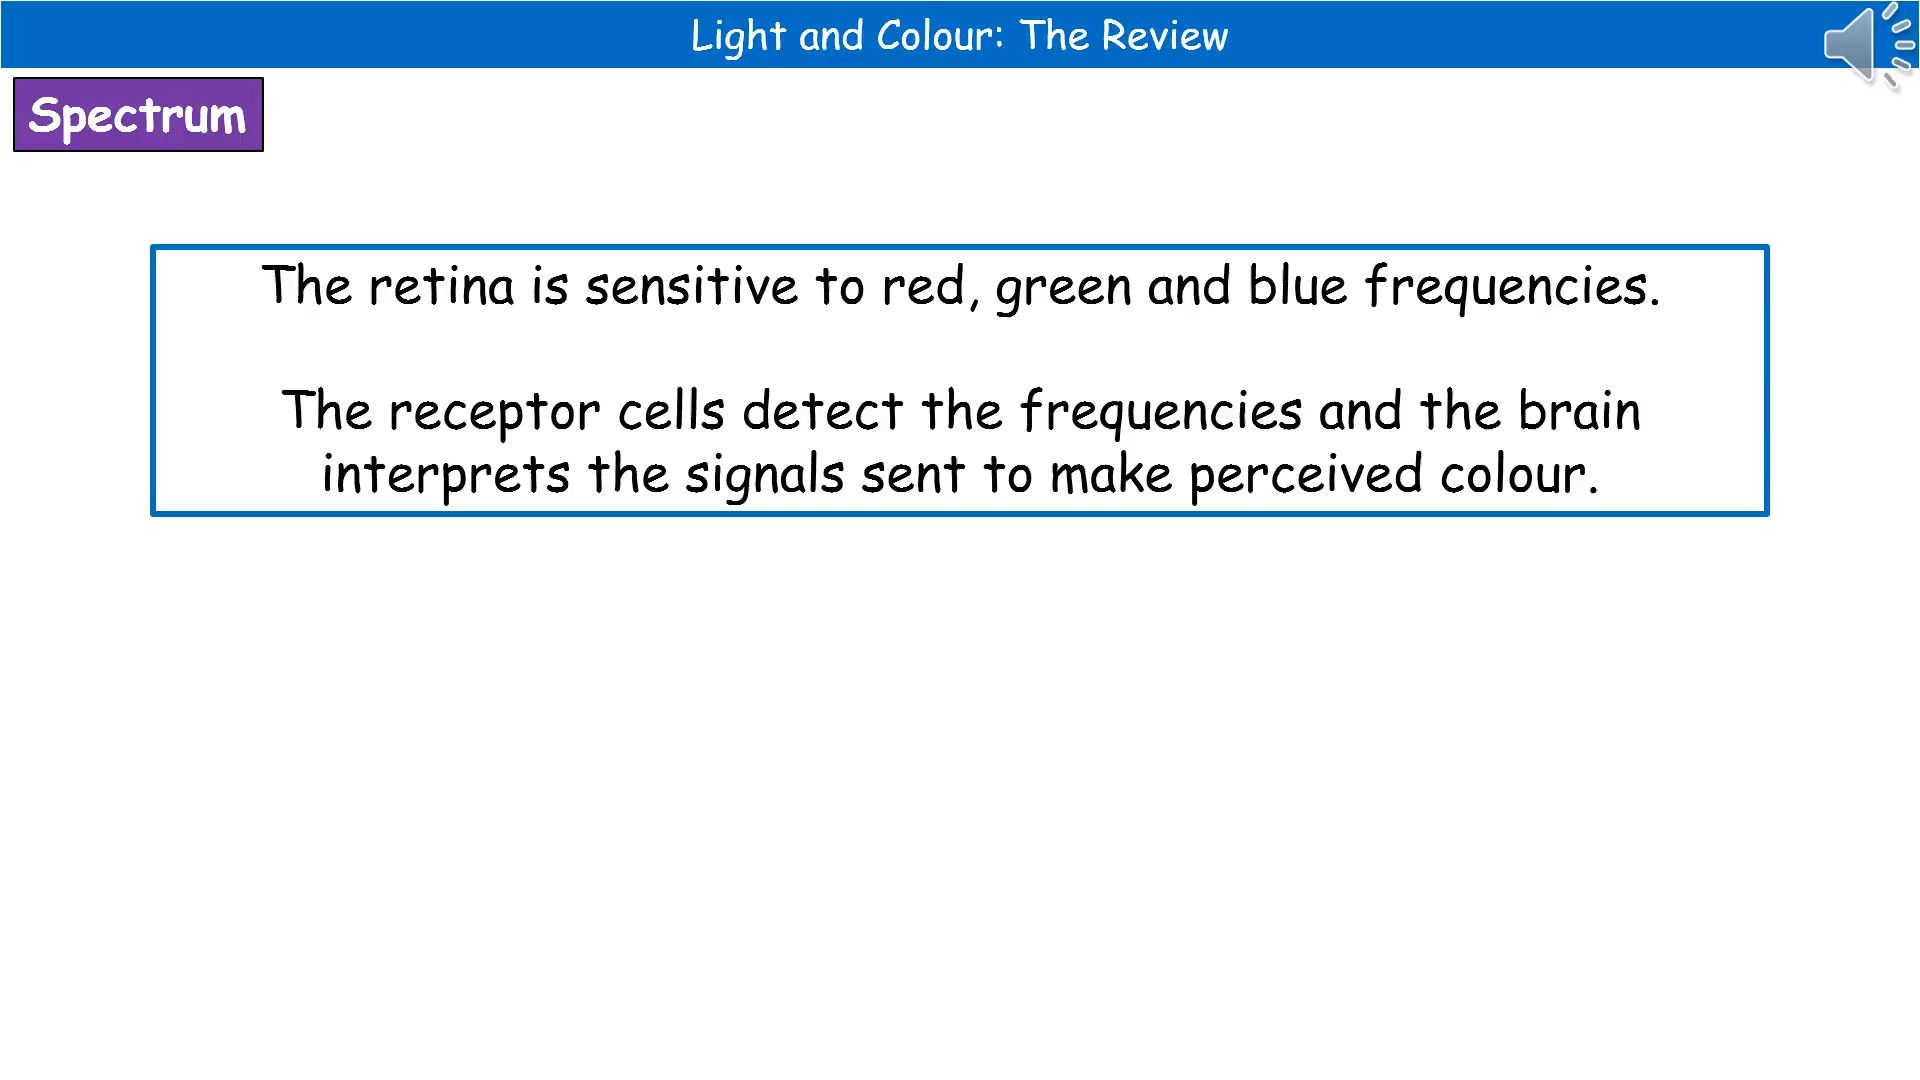 Light and Colour: The Review
Spectrum
The retina is sensitive to red, green and blue frequencies.
The receptor cells detect the frequencies and the brain
interprets the signals sent to make perceived colour.